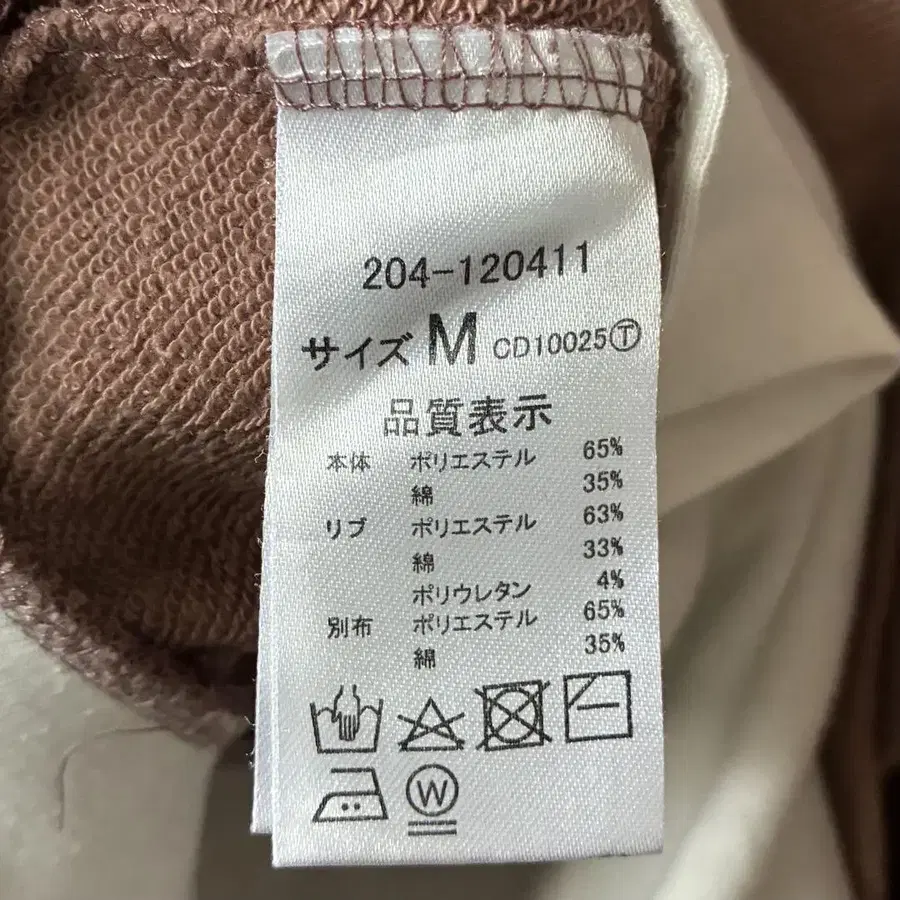 204-120411
サイズ M CD10025Ⓣ
品質表示
本体 ポリエステル 65%
綿 35%
リブ ポリエステル 63%
綿 33%
ポリウレタン 4%
別布 ポリエステル 65%
綿 35%
W